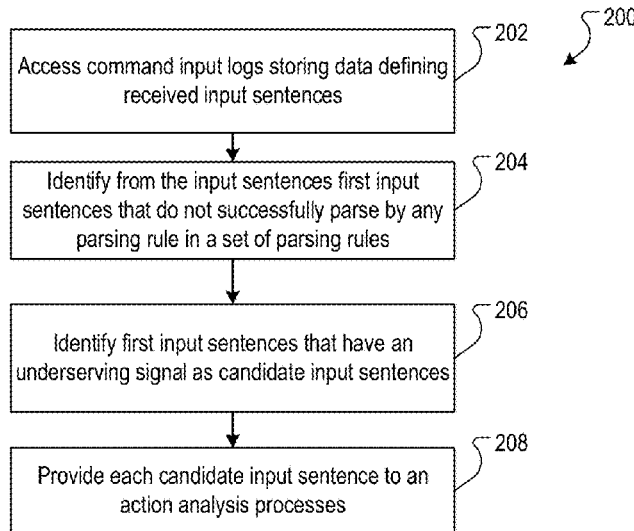 200
202
Access command input logs storing data defining
received input sentences
204
Identify from the input sentences first input
sentences that do not successfully parse by any
parsing rule in a set of parsing rules
206
Identify first input sentences that have an
underserving signal as candidate input sentences
208
Provide each candidate input sentence to an
action analysis processes